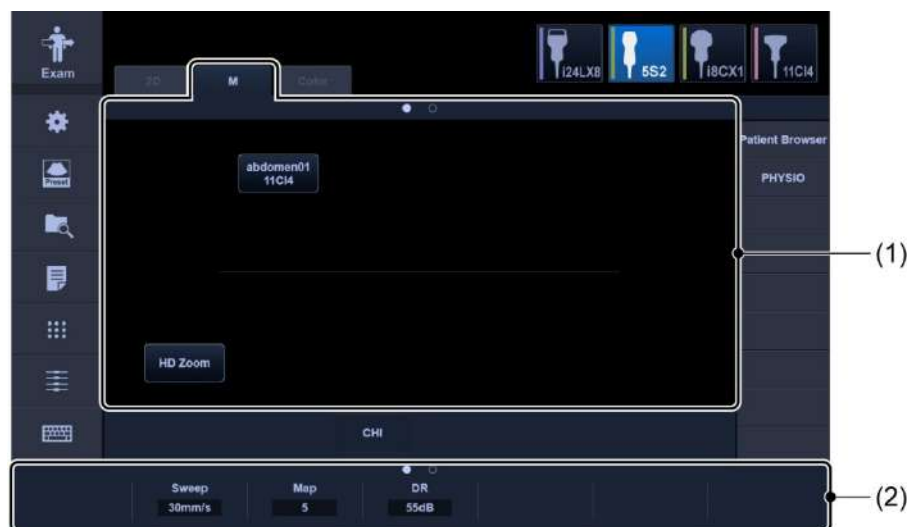 Exam
2D
M
Color
i24LX8
5S2
i8CX1
11CI4
Preset
abdomen01
11CI4
Patient Browser
PHYSIO
(1)
HD Zoom
CHI
Sweep
Map
DR
30mm/s
5
55dB
(2)